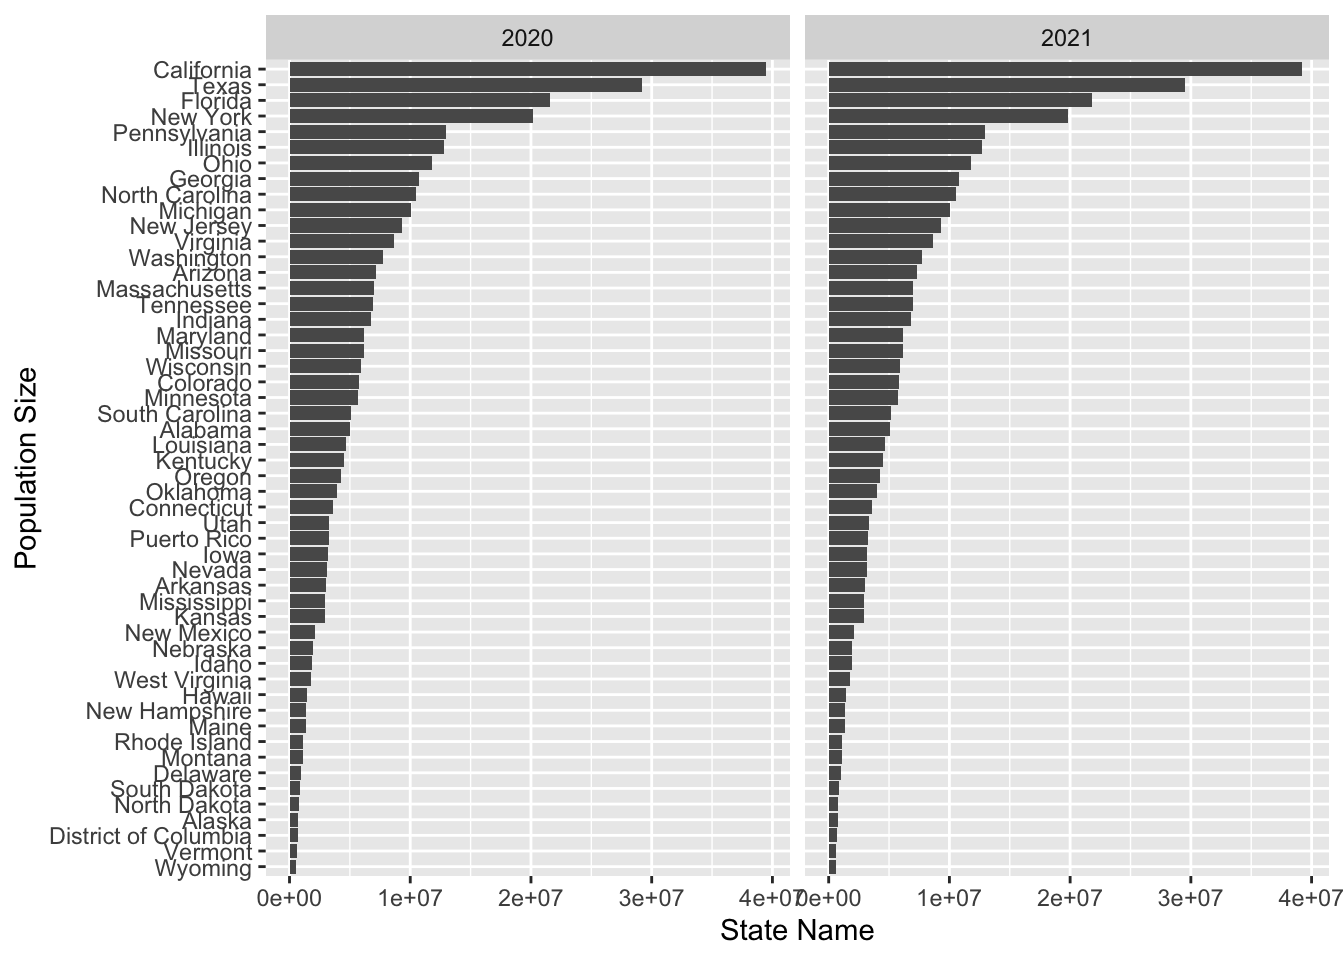 2020 2021
California
Texas
Florida
New York
Pennsylvania
Illinois
Ohio
Georgia
North Carolina
Michigan
New Jersey
Virginia
Washington
Arizona
Massachusetts
Tennessee
Indiana
Maryland
Missouri
Wisconsin
Colorado
Minnesota
South Carolina
Alabama
Louisiana
Kentucky
Oregon
Oklahoma
Connecticut
Utah
Puerto Rico
Iowa
Nevada
Arkansas
Mississippi
Kansas
New Mexico
Nebraska
Idaho
West Virginia
Hawaii
New Hampshire
Maine
Rhode Island
Montana
Delaware
South Dakota
North Dakota
Alaska
District of Columbia
Vermont
Wyoming
Population Size
0e+00 1e+07 2e+07 3e+07 4e+07 0e+00 1e+07 2e+07 3e+07 4e+07
State Name